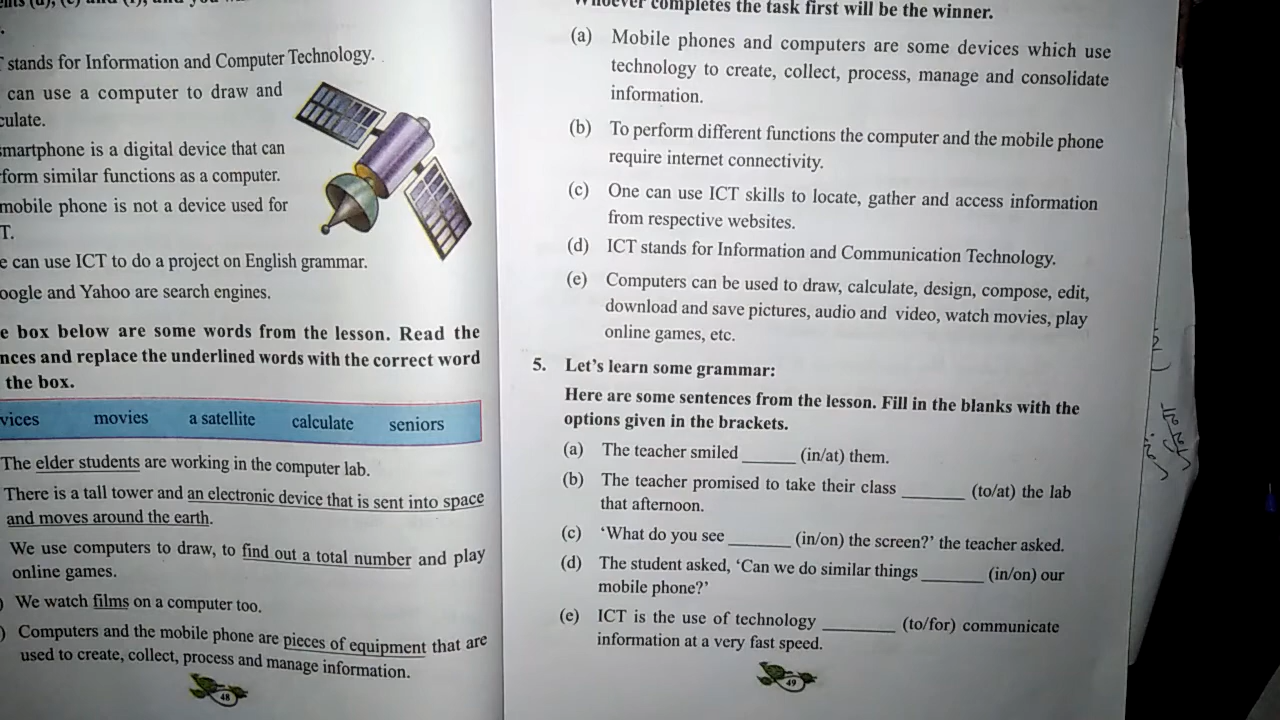 stands for Information and Computer Technology.
can use a computer to draw and
culate.
smartphone is a digital device that can
form similar functions as a computer.
mobile phone is not a device used for
T.
e can use ICT to do a project on English grammar.
oogle and Yahoo are search engines.
e box below are some words from the lesson. Read the
nces and replace the underlined words with the correct word
the box.
vices movies a satellite calculate seniors
The elder students are working in the computer lab.
There is a tall tower and an electronic device that is sent into space
and moves around the earth.
We use computers to draw, to find out a total number and play
online games.
) We watch films on a computer too.
) Computers and the mobile phone are pieces of equipment that are
used to create, collect, process and manage information.
48
Whoever completes the task first will be the winner.
(a) Mobile phones and computers are some devices which use
technology to create, collect, process, manage and consolidate
information.
(b) To perform different functions the computer and the mobile phone
require internet connectivity.
(c) One can use ICT skills to locate, gather and access information
from respective websites.
(d) ICT stands for Information and Communication Technology.
(e) Computers can be used to draw, calculate, design, compose, edit,
download and save pictures, audio and video, watch movies, play
online games, etc.
5. Let's learn some grammar:
Here are some sentences from the lesson. Fill in the blanks with the
options given in the brackets.
(a) The teacher smiled ______ (in/at) them.
(b) The teacher promised to take their class ______ (to/at) the lab
that afternoon.
(c) ‘What do you see ______ (in/on) the screen?’ the teacher asked.
(d) The student asked, ‘Can we do similar things ______ (in/on) our
mobile phone?’
(e) ICT is the use of technology ______ (to/for) communicate
information at a very fast speed.
49